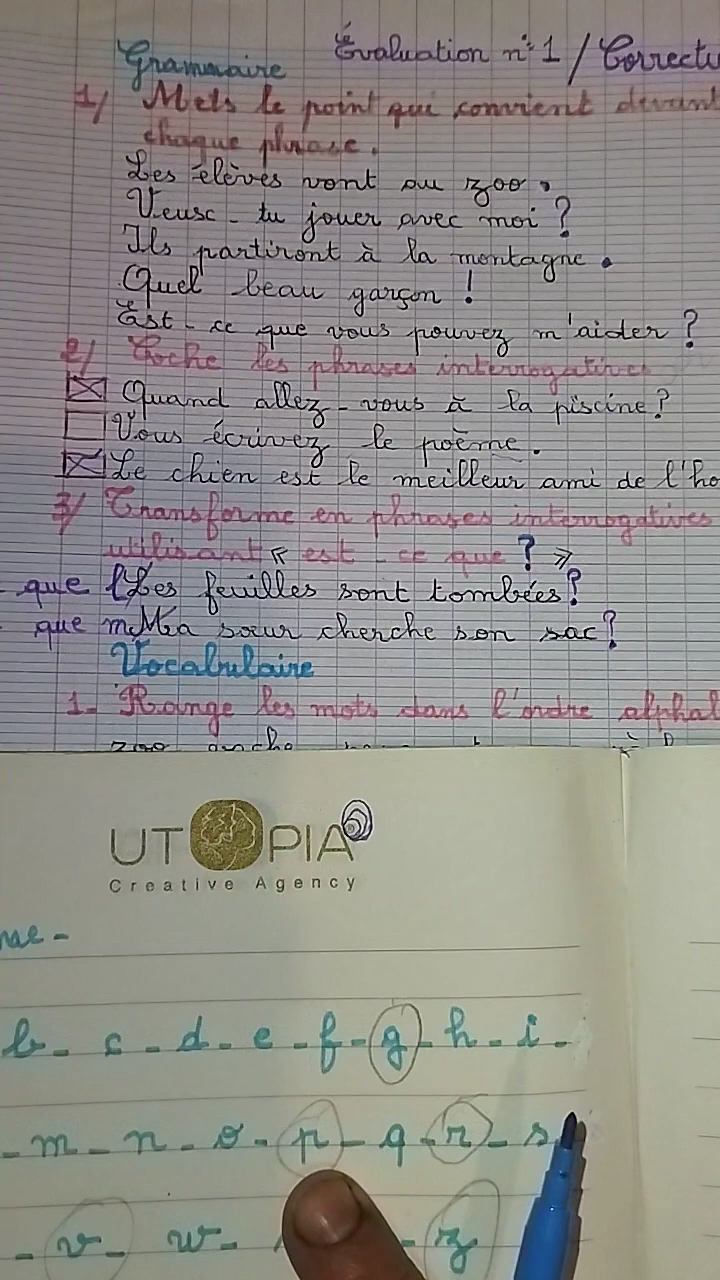 Évaluation n°1 / Correct
Grammaire
1/ Mets le point qui convient devant
chaque phrase.
Les élèves vont au zoo.
Veusc-tu jouer avec moi ?
Ils partiront à la montagne.
Quel beau garçon !
Est-ce que vous pouvez m'aider ?
2/ Coche les phrases interrogatives
Quand allez-vous à la piscine ?
Vous écrivez le poème.
Le chien est le meilleur ami de l'ho
3/ Transforme en phrases interrogatives
utilisant « est-ce que ? »
que lLes feuilles sont tombées ?
que mMa sœur cherche son sac ?
Vocabulaire
1- Range les mots dans l'ordre alphab
zoo
UTOPIA
Creative Agency
b - c - d - e - f - g - h - i -
- m - n - o - p - q - r - s
- v - w - - z